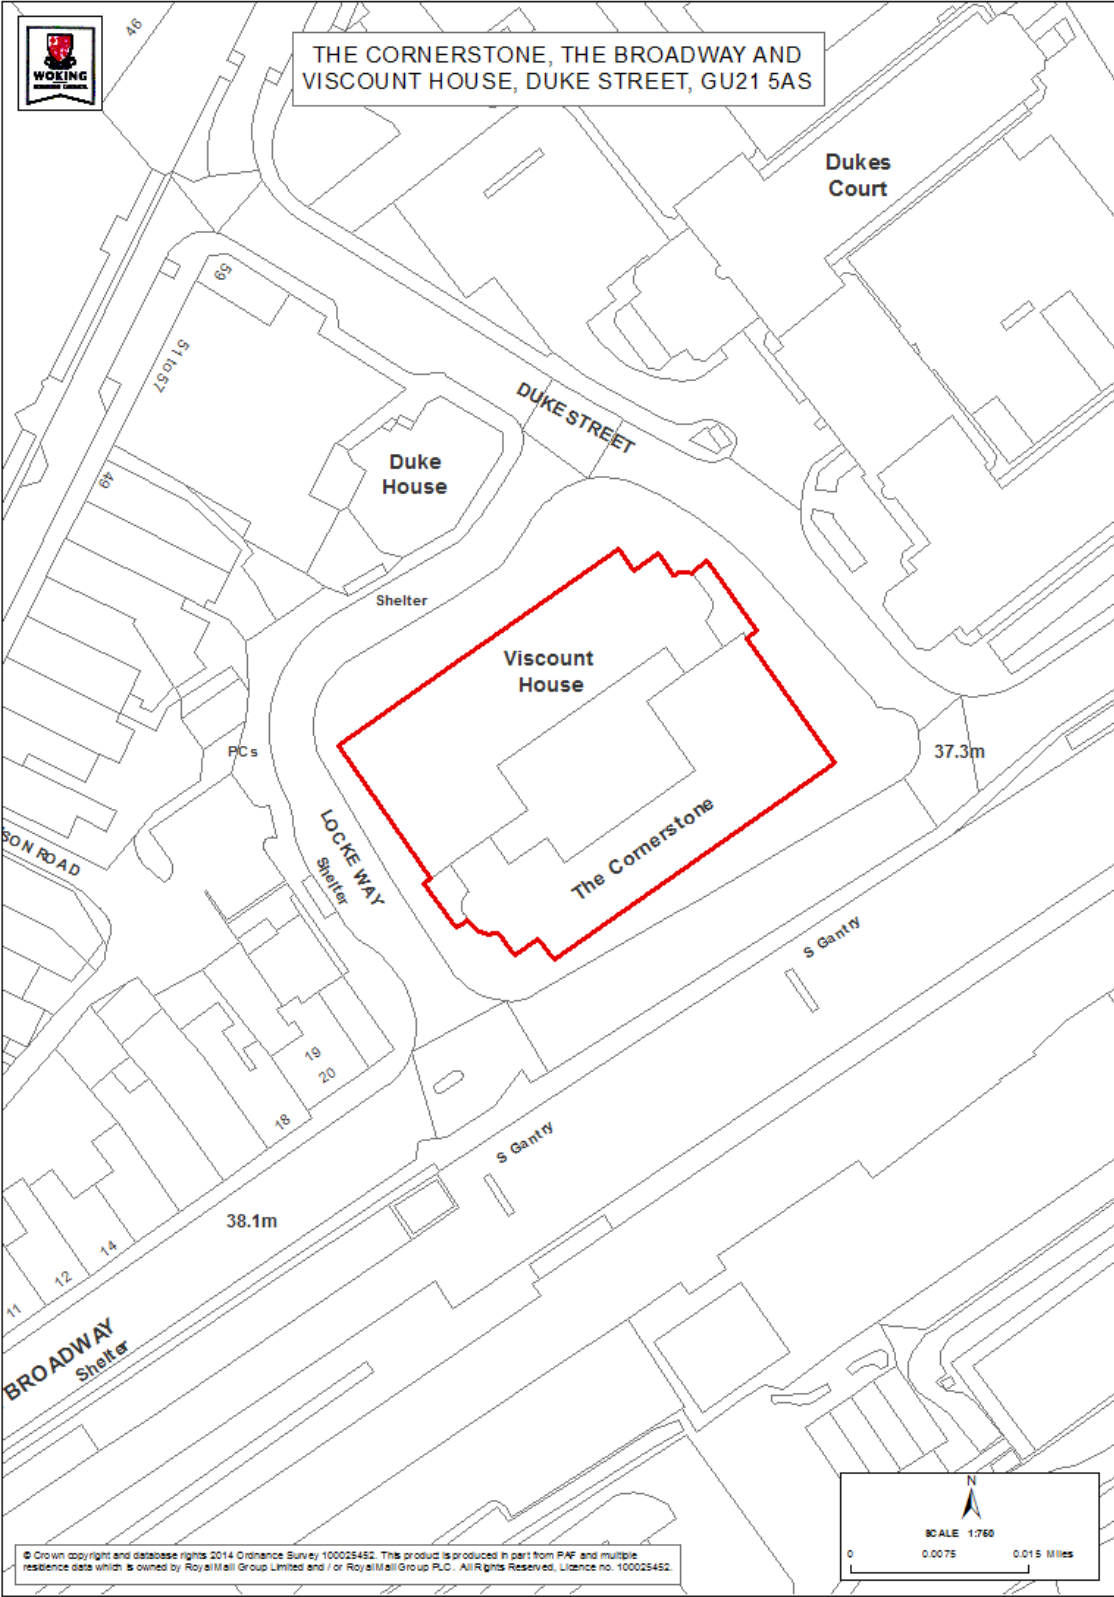 46
WOKING
BOROUGH COUNCIL
THE CORNERSTONE, THE BROADWAY AND
VISCOUNT HOUSE, DUKE STREET, GU21 5AS
Dukes
Court
59
51 to 57
DUKE STREET
49
Duke
House
Shelter
Viscount
House
PCs
37.3m
SON ROAD
LOCKE WAY
Shelter
The Cornerstone
S Gantry
19
20
18
S Gantry
38.1m
14
12
11
BROADWAY
Shelter
N
SCALE 1:750
0 0.0075 0.015 Miles
© Crown copyright and database rights 2014 Ordnance Survey 100025452. This product is produced in part from PAF and multiple
residence data which is owned by Royal Mail Group Limited and / or Royal Mail Group PLC. All Rights Reserved, Licence no. 100025452.